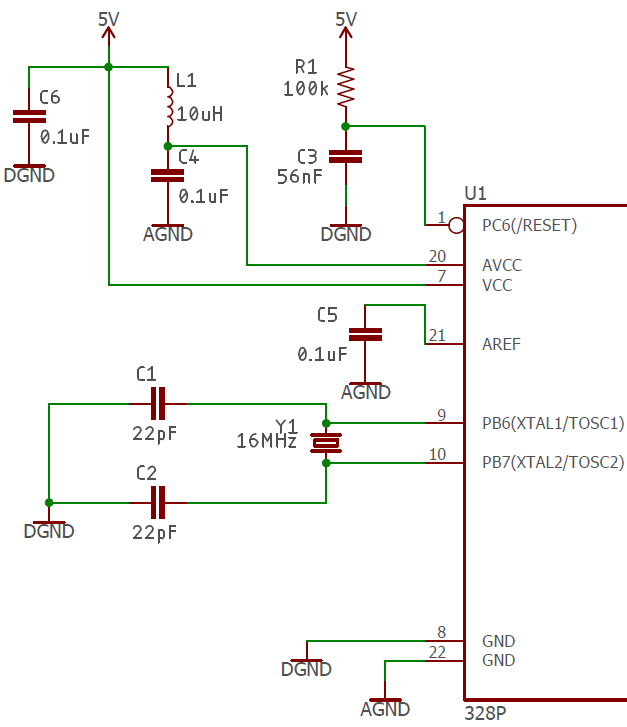 5V
5V
R1
100k
C6
0.1uF
DGND
L1
10uH
C4
0.1uF
AGND
C3
56nF
DGND
U1
1
PC6(/RESET)
20
AVCC
7
VCC
C5
0.1uF
AGND
21
AREF
C1
22pF
Y1
16MHz
9
PB6(XTAL1/TOSC1)
10
PB7(XTAL2/TOSC2)
C2
22pF
DGND
8
GND
22
GND
DGND
AGND
328P